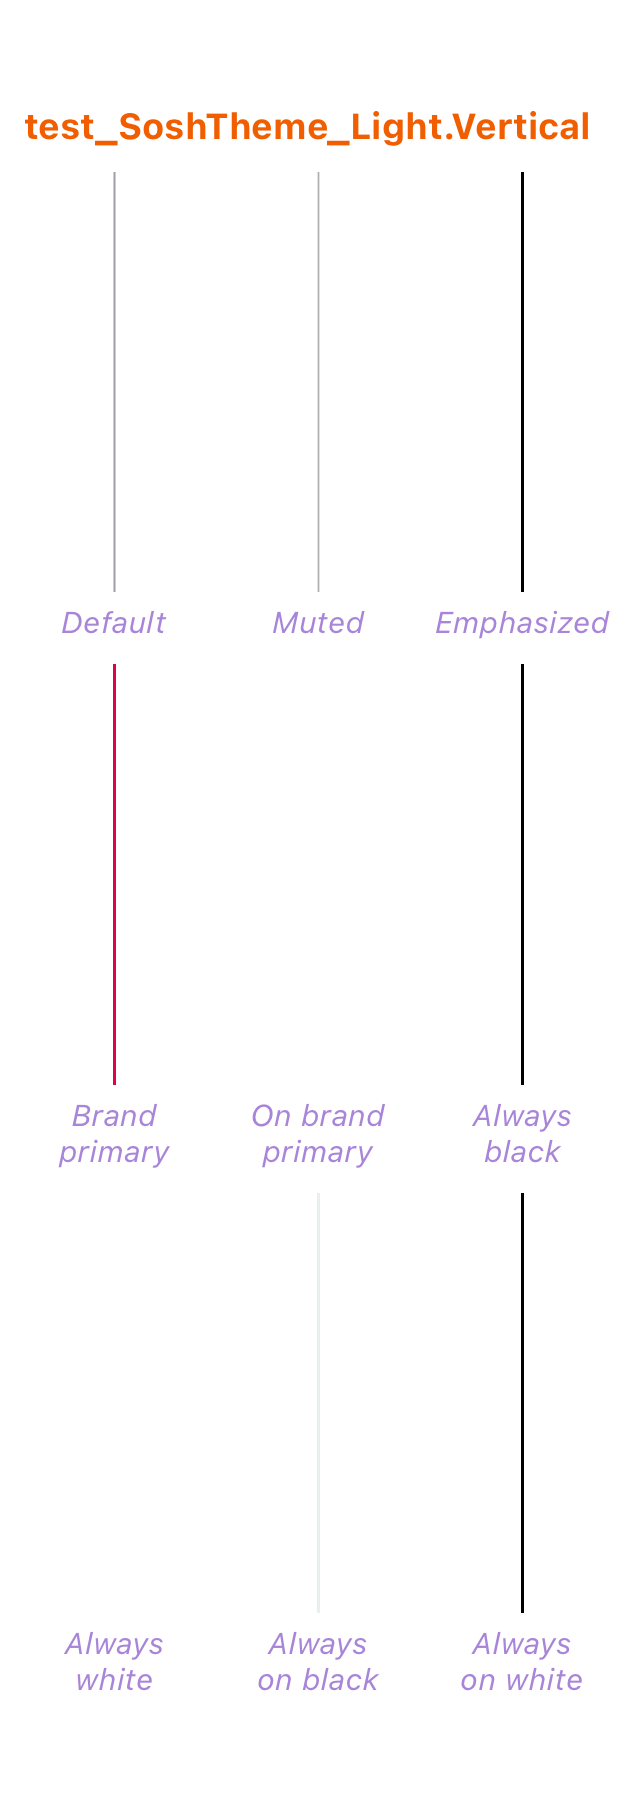 test_SoshTheme_Light.Vertical
Default
Muted
Emphasized
Brand
primary
On brand
primary
Always
black
Always
white
Always
on black
Always
on white